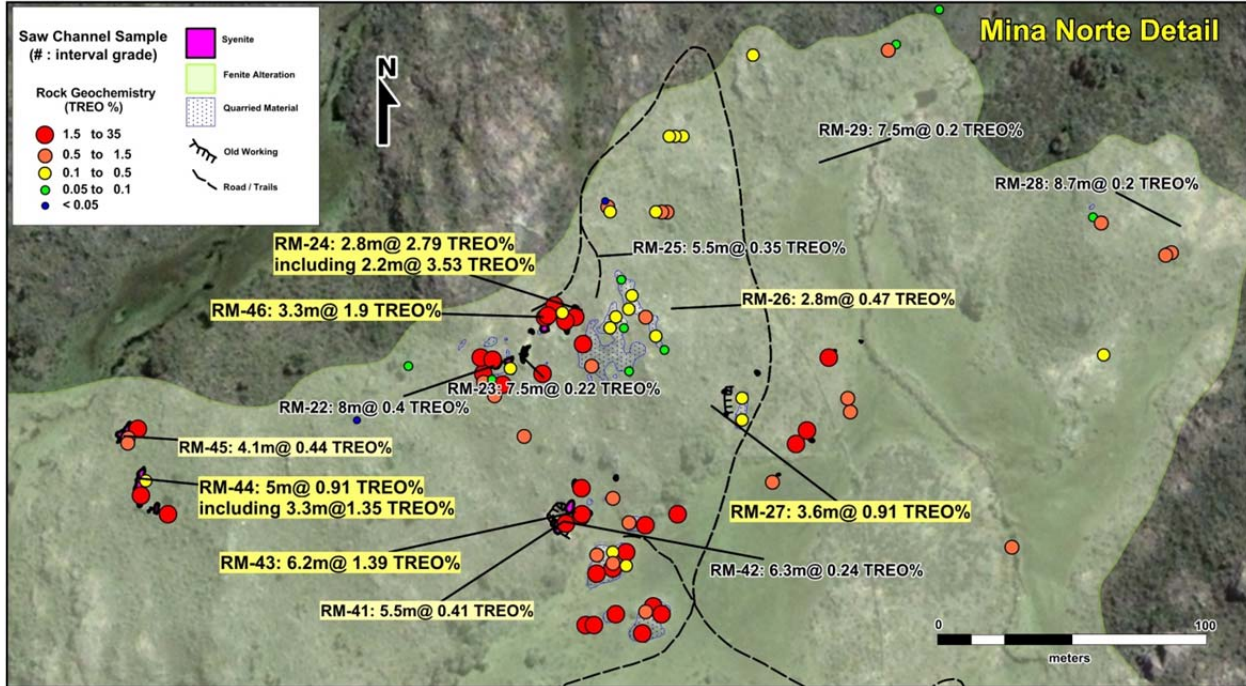 Mina Norte Detail
Saw Channel Sample
(# : interval grade)
Rock Geochemistry
(TREO %)
1.5 to 35
0.5 to 1.5
0.1 to 0.5
0.05 to 0.1
< 0.05
Syenite
Fenite Alteration
Quarried Material
Old Working
Road / Trails
N
RM-29: 7.5m@ 0.2 TREO%
RM-28: 8.7m@ 0.2 TREO%
RM-24: 2.8m@ 2.79 TREO%
including 2.2m@ 3.53 TREO%
RM-25: 5.5m@ 0.35 TREO%
RM-46: 3.3m@ 1.9 TREO%
RM-26: 2.8m@ 0.47 TREO%
RM-23: 7.5m@ 0.22 TREO%
RM-22: 8m@ 0.4 TREO%
RM-45: 4.1m@ 0.44 TREO%
RM-44: 5m@ 0.91 TREO%
including 3.3m@1.35 TREO%
RM-27: 3.6m@ 0.91 TREO%
RM-43: 6.2m@ 1.39 TREO%
RM-42: 6.3m@ 0.24 TREO%
RM-41: 5.5m@ 0.41 TREO%
0 100
meters